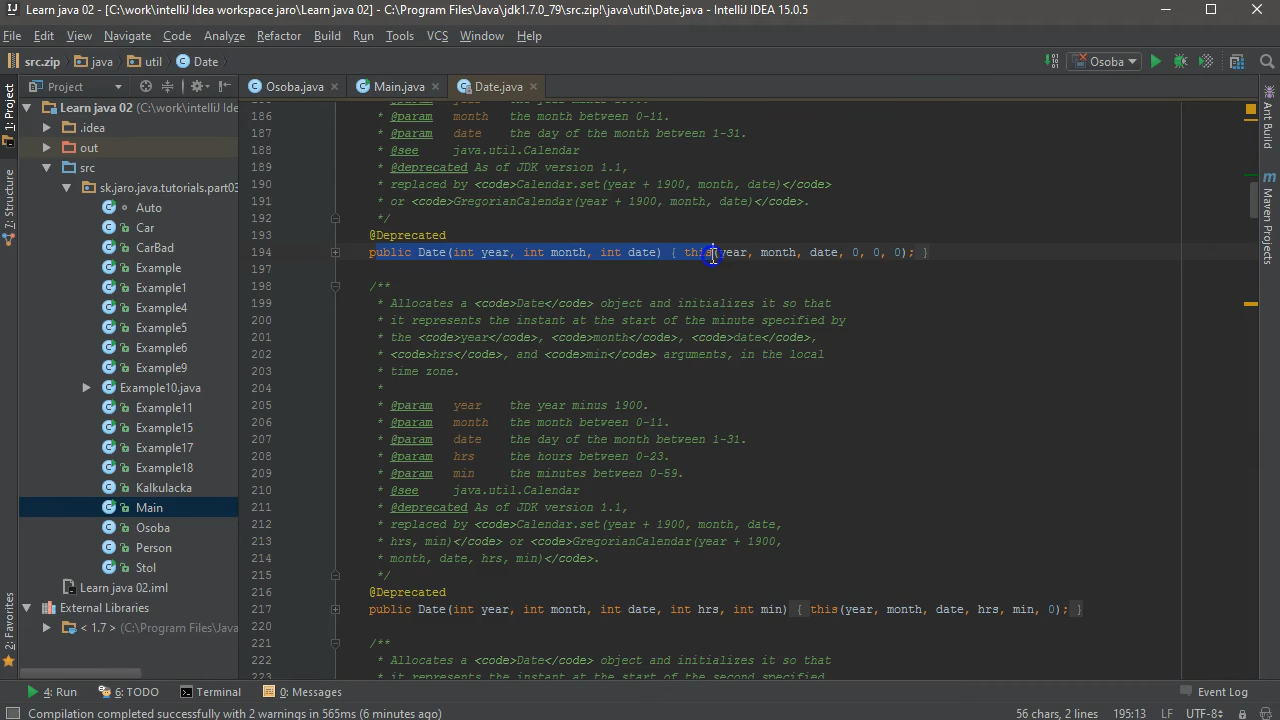 Learn java 02 - [C:\work\intelliJ Idea workspace jaro\Learn java 02] - C:\Program Files\Java\jdk1.7.0_79\src.zip!\java\util\Date.java - IntelliJ IDEA 15.0.5
File Edit View Navigate Code Analyze Refactor Build Run Tools VCS Window Help
src.zip java util Date Osoba
Project Osoba.java Main.java Date.java
1: Project
7: Structure
2: Favorites
Learn java 02 (C:\work\intelliJ Ide
.idea
out
src
sk.jaro.java.tutorials.part03
Auto
Car
CarBad
Example
Example1
Example4
Example5
Example6
Example9
Example10.java
Example11
Example15
Example17
Example18
Kalkulacka
Main
Osoba
Person
Stol
Learn java 02.iml
External Libraries
< 1.7 > (C:\Program Files\Java
186 * @param month the month between 0-11.
187 * @param date the day of the month between 1-31.
188 * @see java.util.Calendar
189 * @deprecated As of JDK version 1.1,
190 * replaced by <code>Calendar.set(year + 1900, month, date)</code>
191 * or <code>GregorianCalendar(year + 1900, month, date)</code>.
192 */
193 @Deprecated
194 public Date(int year, int month, int date) { this(year, month, date, 0, 0, 0); }
197
198 /**
199 * Allocates a <code>Date</code> object and initializes it so that
200 * it represents the instant at the start of the minute specified by
201 * the <code>year</code>, <code>month</code>, <code>date</code>,
202 * <code>hrs</code>, and <code>min</code> arguments, in the local
203 * time zone.
204 *
205 * @param year the year minus 1900.
206 * @param month the month between 0-11.
207 * @param date the day of the month between 1-31.
208 * @param hrs the hours between 0-23.
209 * @param min the minutes between 0-59.
210 * @see java.util.Calendar
211 * @deprecated As of JDK version 1.1,
212 * replaced by <code>Calendar.set(year + 1900, month, date,
213 * hrs, min)</code> or <code>GregorianCalendar(year + 1900,
214 * month, date, hrs, min)</code>.
215 */
216 @Deprecated
217 public Date(int year, int month, int date, int hrs, int min) { this(year, month, date, hrs, min, 0); }
220
221 /**
222 * Allocates a <code>Date</code> object and initializes it so that
* it represents the instant at the start of the second specified
Ant Build
Maven Projects
4: Run 6: TODO Terminal 0: Messages Event Log
Compilation completed successfully with 2 warnings in 565ms (6 minutes ago) 56 chars, 2 lines 195:13 LF UTF-8